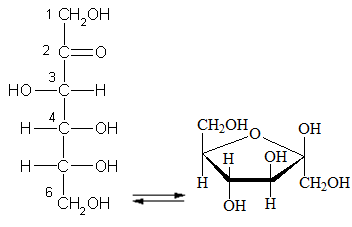 1 CH2OH
2 C O
3 HO C H
4 H C OH
H C OH
6 CH2OH
CH2OH O OH
H OH
H CH2OH
OH H